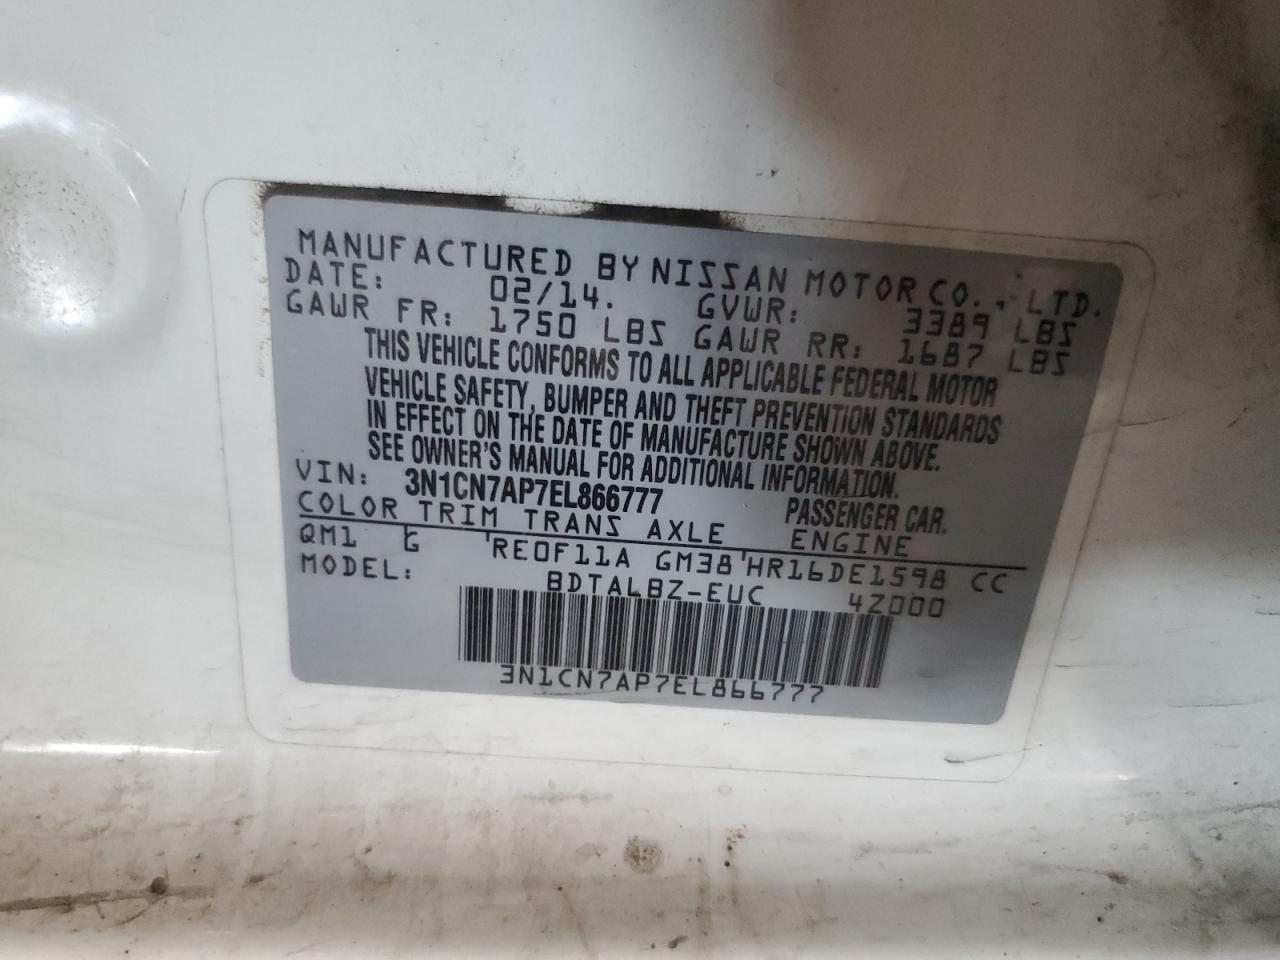 MANUFACTURED BY NISSAN MOTOR CO., LTD.
DATE: 02/14. GVWR: 3389 LBS
GAWR FR: 1750 LBS GAWR RR: 1687 LBS
THIS VEHICLE CONFORMS TO ALL APPLICABLE FEDERAL MOTOR
VEHICLE SAFETY, BUMPER AND THEFT PREVENTION STANDARDS
IN EFFECT ON THE DATE OF MANUFACTURE SHOWN ABOVE.
SEE OWNER'S MANUAL FOR ADDITIONAL INFORMATION.
VIN: 3N1CN7AP7EL866777 PASSENGER CAR.
COLOR TRIM TRANS AXLE ENGINE
QM1 G RE0F11A GM38 HR16DE1598 CC
MODEL: BDTALBZ-EUC 4Z000
3N1CN7AP7EL866777